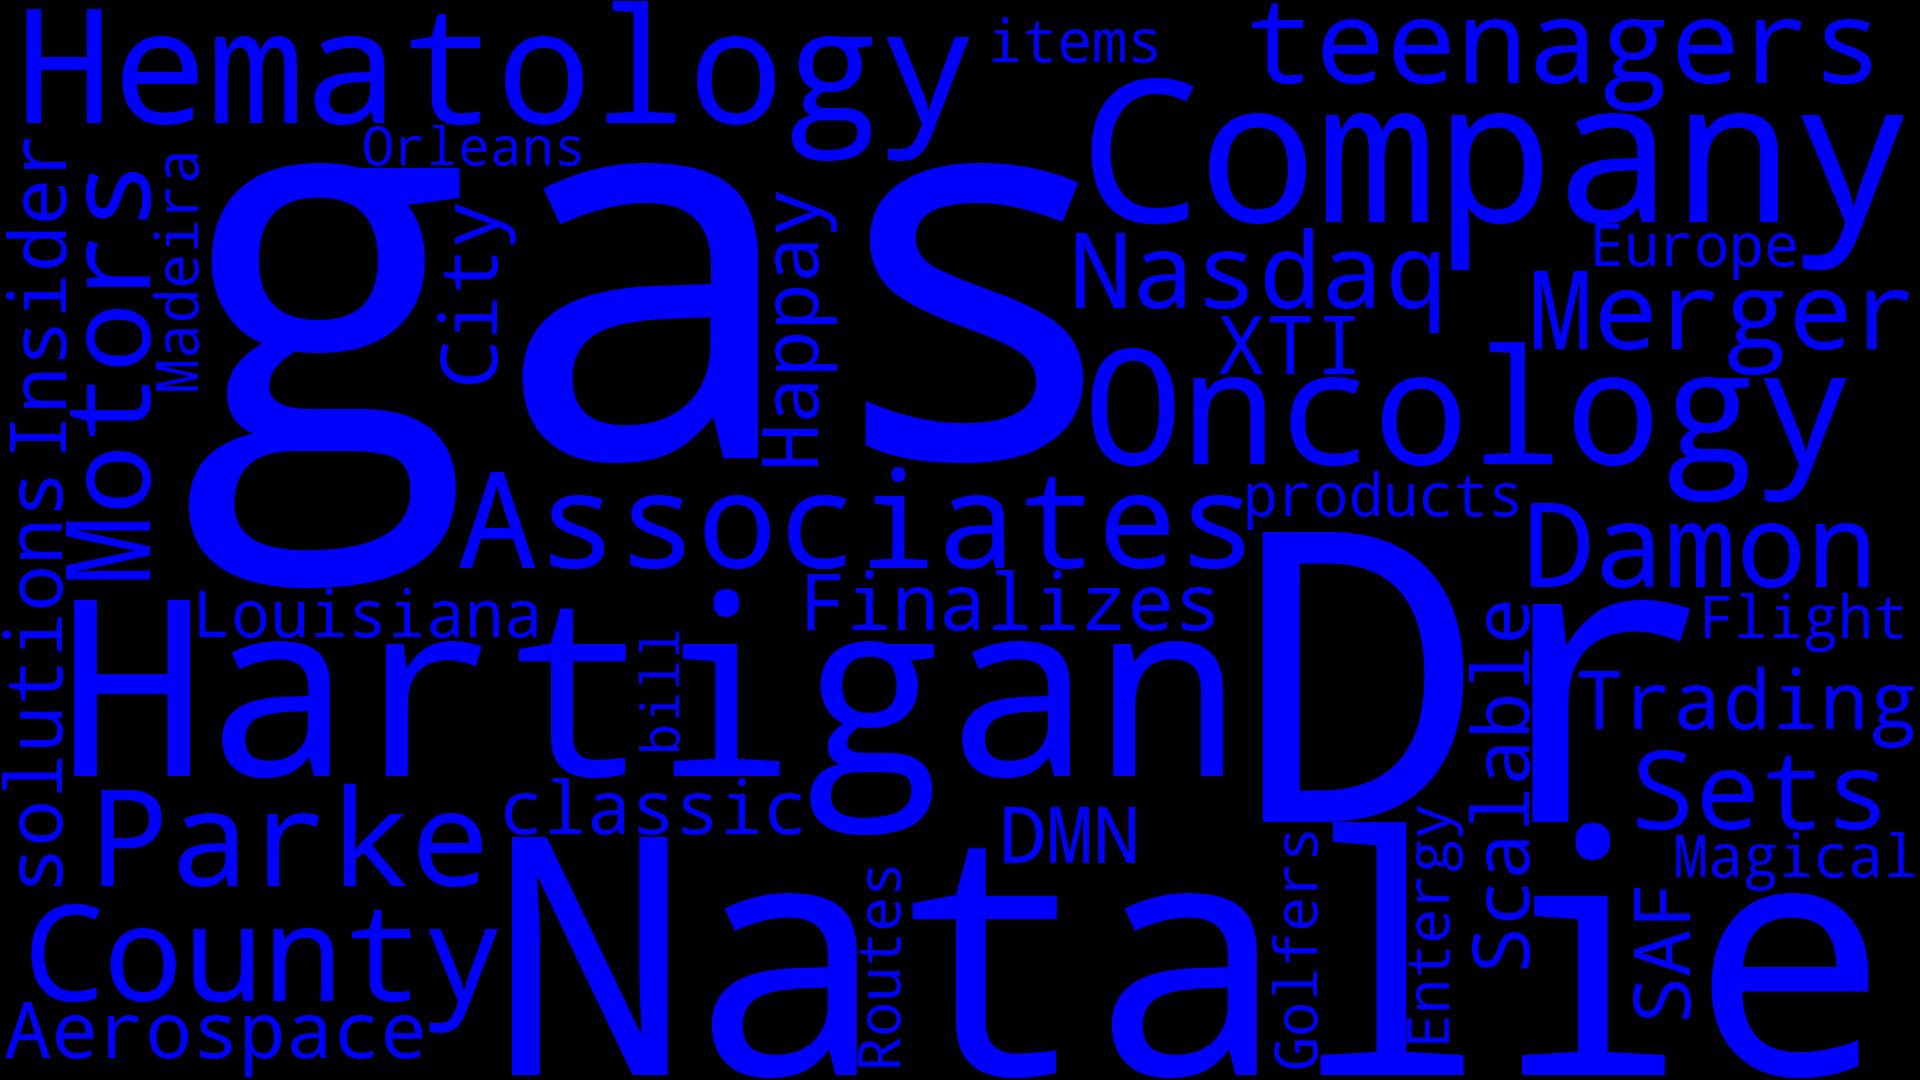 Hematology
items
teenagers
Company
Orleans
Insider
Motors
Madeira
gas
City
Happay
Nasdaq
Europe
Merger
XTI
Oncology
Associates
products
Damon
solutions
Louisiana
Finalizes
Dr
Flight
Hartigan
bill
Scalable
Trading
Sets
Parke
classic
DMN
Magical
County
Natalie
Routes
Golfers
Entergy
SAF
Aerospace